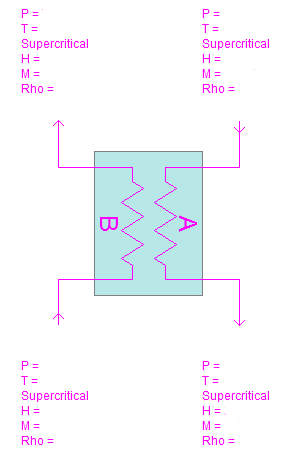 P =
T =
Supercritical
H =
M =
Rho =
P =
T =
Supercritical
H =
M =
Rho =
B
A
P =
T =
Supercritical
H =
M =
Rho =
P =
T =
Supercritical
H =
M =
Rho =